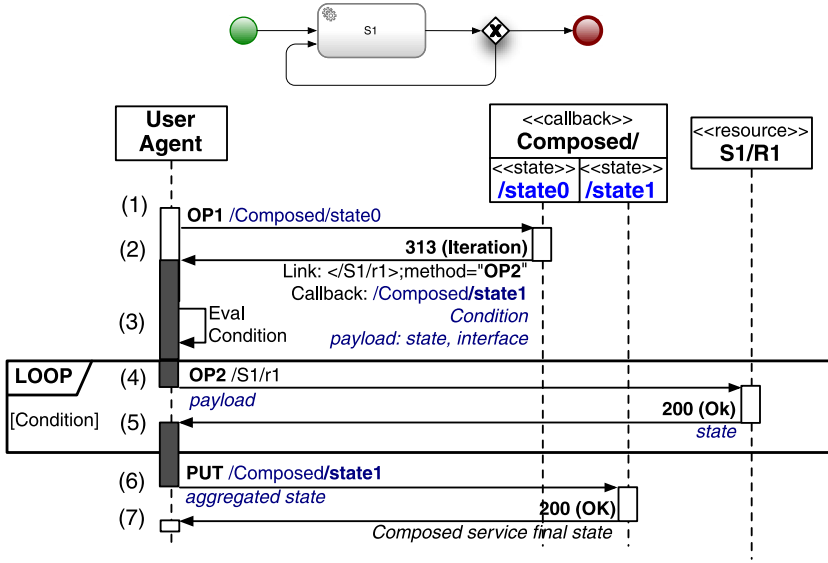 S1
X
User
Agent
<<callback>>
Composed/
<<state>> <<state>>
/state0 /state1
<<resource>>
S1/R1
(1)
OP1 /Composed/state0
(2)
313 (Iteration)
Link: </S1/r1>;method="OP2"
Callback: /Composed/state1
Condition
payload: state, interface
(3)
Eval
Condition
LOOP
[Condition]
(4)
OP2 /S1/r1
payload
(5)
200 (Ok)
state
(6)
PUT /Composed/state1
aggregated state
(7)
200 (OK)
Composed service final state